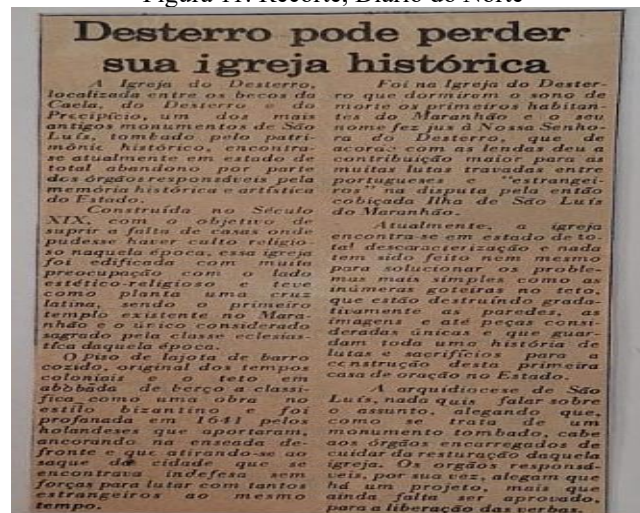 Figura 11: Recorte, Diário do Norte
Desterro pode perder
sua igreja histórica
A Igreja do Desterro,
localizada entre os becos da
Caela, do Desterro e do
Precipício, um dos mais
antigos monumentos de São
Luís, tombado pelo patri-
mônio histórico, encontra-
se atualmente em estado de
total abandono por parte
dos órgãos responsáveis pela
memória histórica e artística
do Estado.
Construída no Século
XIX, com o objetivo de
suprir a falta de casas onde
pudesse haver culto religio-
so naquela época, essa igreja
foi edificada com muita
preocupação com o lado
estético-religioso e teve
como planta uma cruz
latina, sendo o primeiro
templo existente no Mara-
nhão e o único considerado
sagrado pela classe eclesiás-
tica daquela época.
O piso de lajota de barro
cozido, original dos tempos
coloniais e o teto em
abóbada de berço a classi-
fica como uma obra no
estilo bizantino e foi
profanada em 1641 pelos
holandeses que aportaram,
ancorando na enseada de-
fronte e que atirando-se ao
saque da cidade que se
encontrava indefesa sem
forças para lutar com tantos
estrangeiros ao mesmo
tempo.
Foi na Igreja do Dester-
ro que dormiram o sono de
morte os primeiros habitan-
tes do Maranhão e o seu
nome fez jus à Nossa Senho-
ra do Desterro, que de
acordo com as lendas deu a
contribuição maior para as
muitas lutas travadas entre
portugueses e "estrangei-
ros" na disputa pela então
cobiçada Ilha de São Luís
do Maranhão.
Atualmente, a igreja
encontra-se em estado de to-
tal descaracterização e nada
tem sido feito nem mesmo
para solucionar os proble-
mas mais simples como as
inúmeras goteiras no teto,
que estão destruindo grada-
tivamente as paredes, as
imagens e até peças consi-
deradas únicas e que guar-
dam toda uma história de
lutas e sacrifícios para a
construção desta primeira
casa de oração no Estado.
A arquidiocese de São
Luís, nada quis falar sobre
o assunto, alegando que,
como se trata de um
monumento tombado, cabe
aos órgãos encarregados de
cuidar da resturação daquela
igreja. Os orgãos responsá-
veis, por sua vez, alegam que
há um projeto, mais que
ainda falta ser aprovado,
para a liberação das verbas.